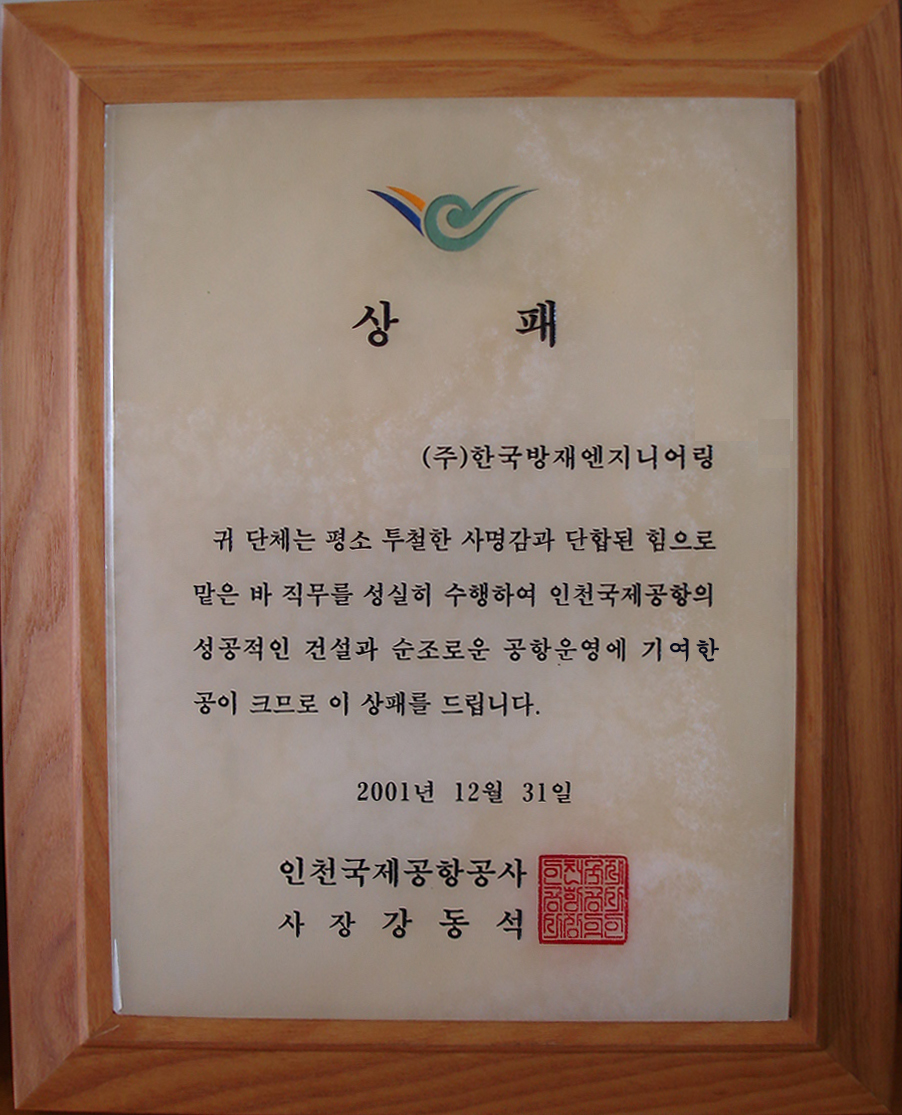 상 패
(주)한국방재엔지니어링
귀 단체는 평소 투철한 사명감과 단합된 힘으로
맡은 바 직무를 성실히 수행하여 인천국제공항의
성공적인 건설과 순조로운 공항운영에 기여한
공이 크므로 이 상패를 드립니다.
2001년 12월 31일
인천국제공항공사
사 장 강 동 석